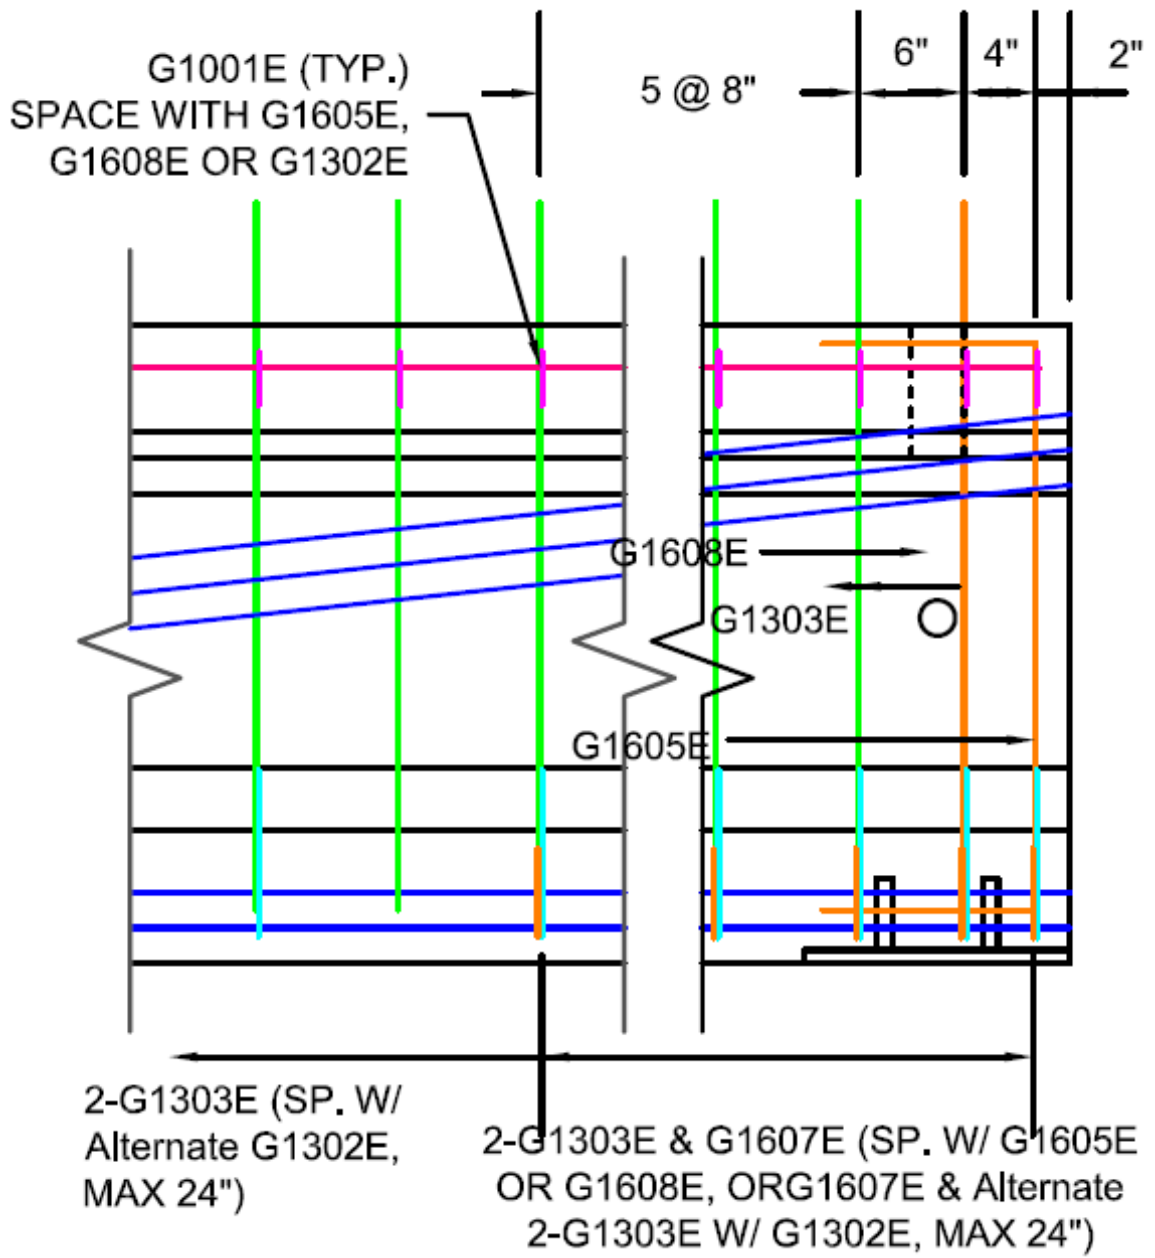 G1001E (TYP.)
SPACE WITH G1605E,
G1608E OR G1302E
5 @ 8"
6"
4"
2"
G1608E
G1303E
G1605E
2-G1303E (SP. W/
Alternate G1302E,
MAX 24")
2-G1303E & G1607E (SP. W/ G1605E
OR G1608E, ORG1607E & Alternate
2-G1303E W/ G1302E, MAX 24")